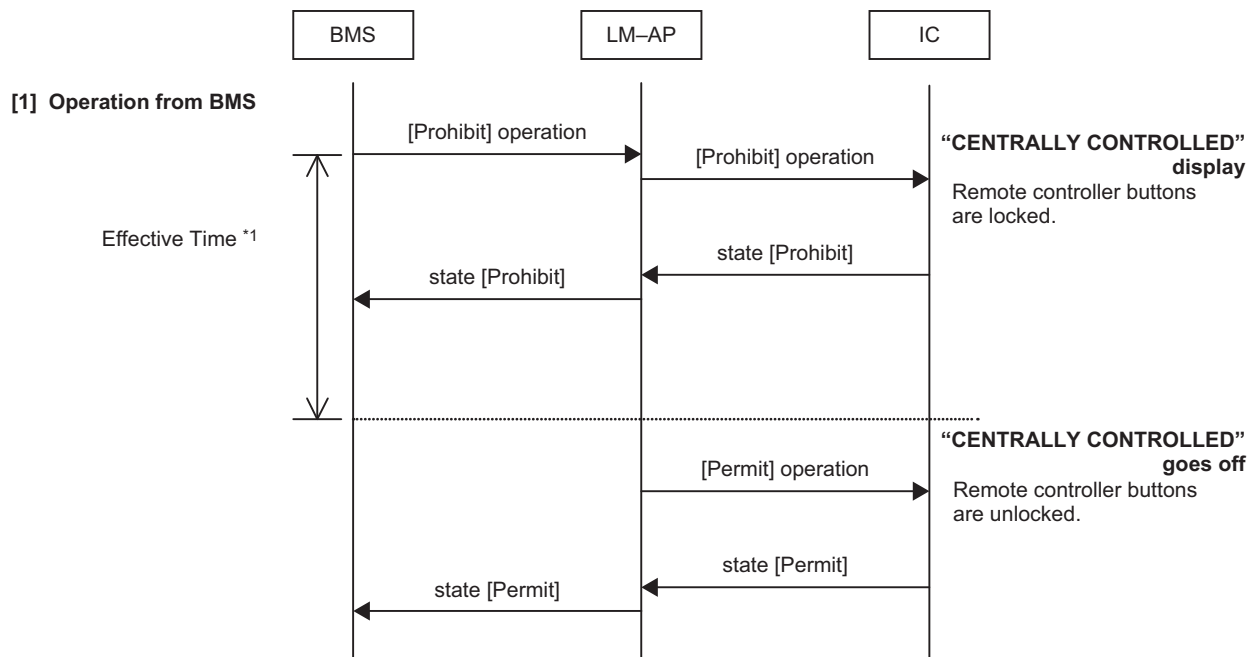 BMS
LM–AP
IC
[1] Operation from BMS
[Prohibit] operation
[Prohibit] operation
“CENTRALLY CONTROLLED”
display
Remote controller buttons
are locked.
Effective Time *1
state [Prohibit]
state [Prohibit]
“CENTRALLY CONTROLLED”
goes off
[Permit] operation
Remote controller buttons
are unlocked.
state [Permit]
state [Permit]